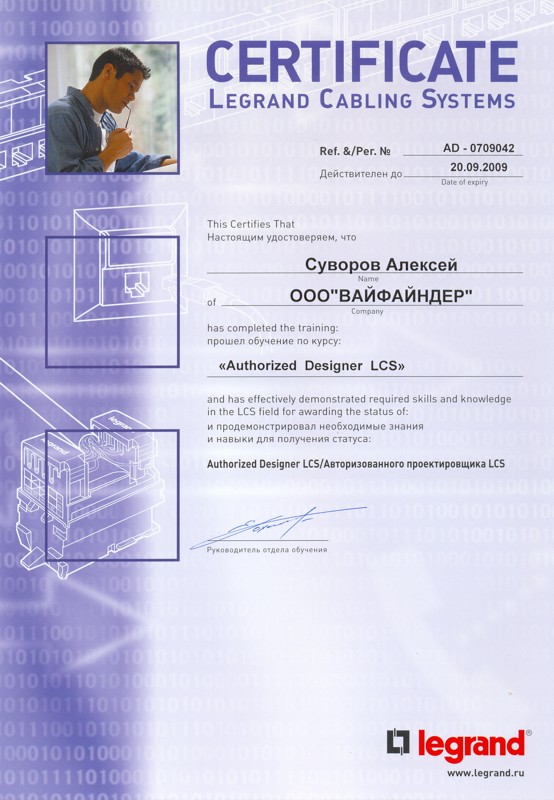 CERTIFICATE
LEGRAND CABLING SYSTEMS
Ref. &/Рег. № AD - 0709042
Действителен до 20.09.2009
Date of expiry
This Certifies That
Настоящим удостоверяем, что
Суворов Алексей
Name
of ООО"ВАЙФАЙНДЕР"
Company
has completed the training:
прошел обучение по курсу:
«Authorized Designer LCS»
and has effectively demonstrated required skills and knowledge
in the LCS field for awarding the status of:
и продемонстрировал необходимые знания
и навыки для получения статуса:
Authorized Designer LCS/Авторизованного проектировщика LCS
legrand
legrand
Руководитель отдела обучения
legrand®
www.legrand.ru